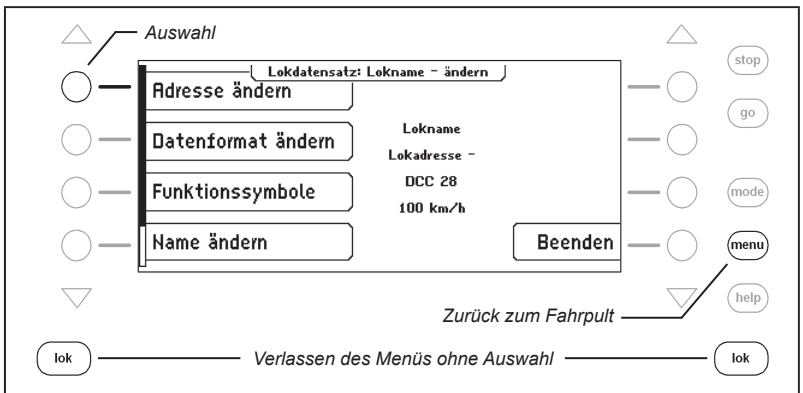 Auswahl
stop
Lokdatensatz: Lokname - ändern
Adresse ändern
go
Lokname
Datenformat ändern
Lokadresse -
DCC 28
Funktionssymbole
mode
100 km/h
Name ändern
Beenden
menu
help
Zurück zum Fahrpult
lok
Verlassen des Menüs ohne Auswahl
lok